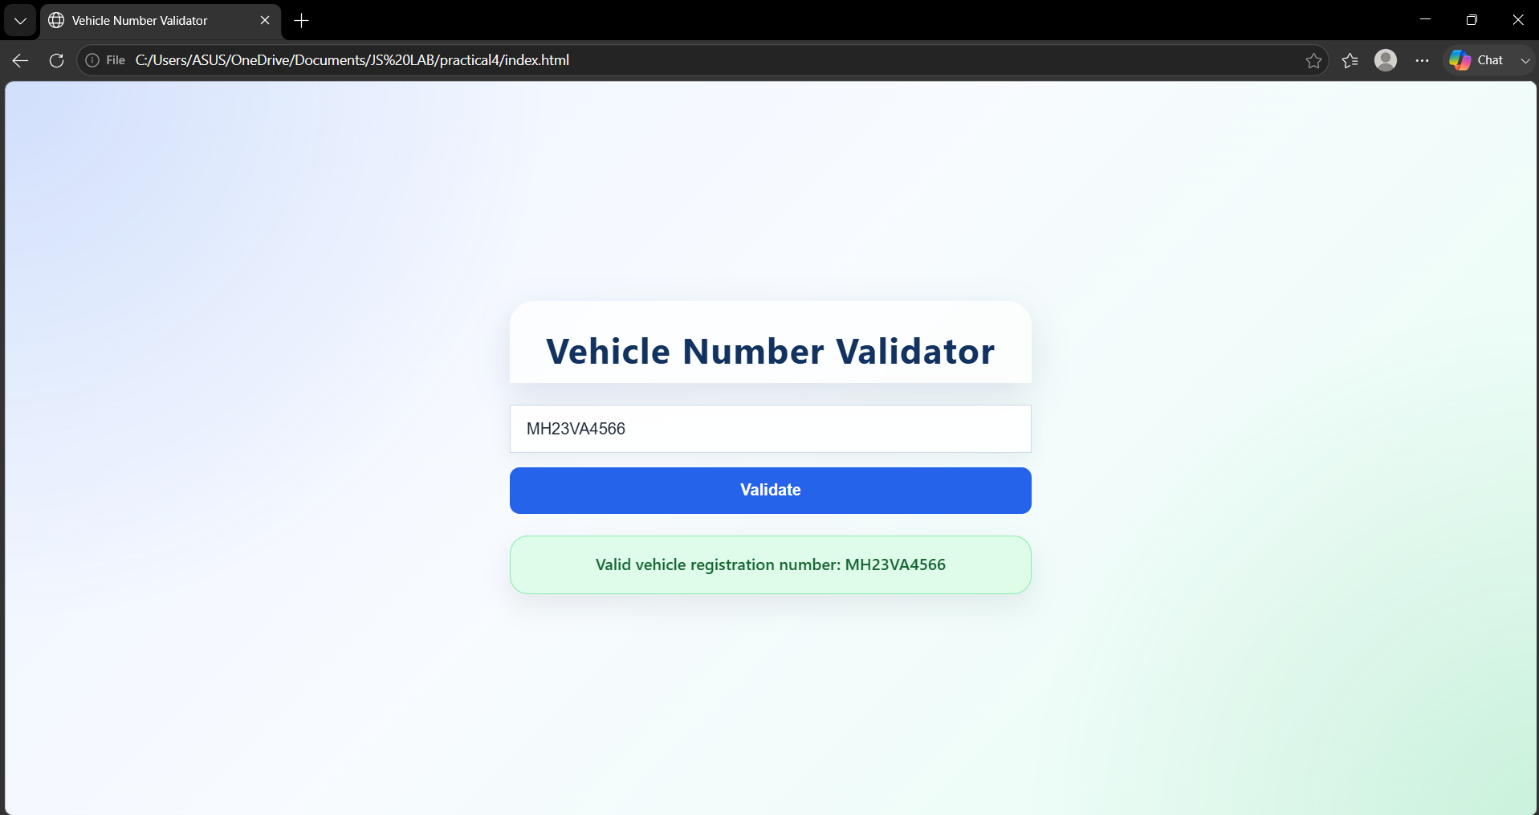 Vehicle Number Validator
File C:/Users/ASUS/OneDrive/Documents/JS%20LAB/practical4/index.html
Chat
Vehicle Number Validator
MH23VA4566
Validate
Valid vehicle registration number: MH23VA4566